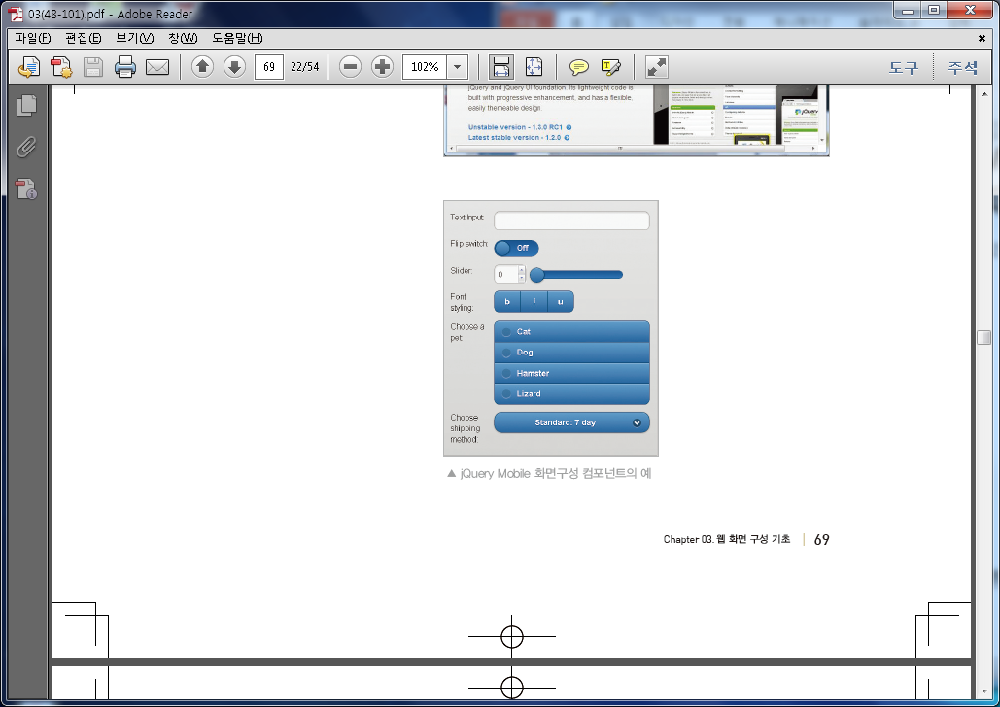 03(48-101).pdf - Adobe Reader
파일(F) 편집(E) 보기(V) 창(W) 도움말(H)
69 22/54 102% 도구 주석
jQuery and jQuery UI foundation. Its lightweight code is
built with progressive enhancement, and has a flexible,
easily themeable design.
Unstable version - 1.3.0 RC1
Latest stable version - 1.2.0
jQuery
Text Input:
Flip switch: Off
Slider: 0
Font
styling: b i u
Choose a
pet:
Cat
Dog
Hamster
Lizard
Choose
shipping
method:
Standard: 7 day
▲ jQuery Mobile 화면구성 컴포넌트의 예
Chapter 03. 웹 화면 구성 기초 | 69